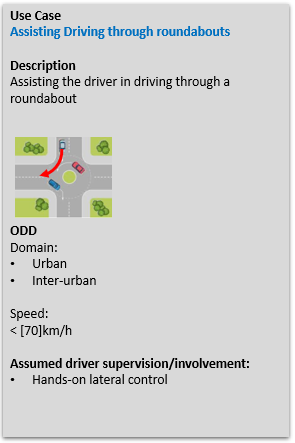 Use Case
Assisting Driving through roundabouts
Description
Assisting the driver in driving through a
roundabout
ODD
Domain:
• Urban
• Inter-urban
Speed:
< [70]km/h
Assumed driver supervision/involvement:
• Hands-on lateral control